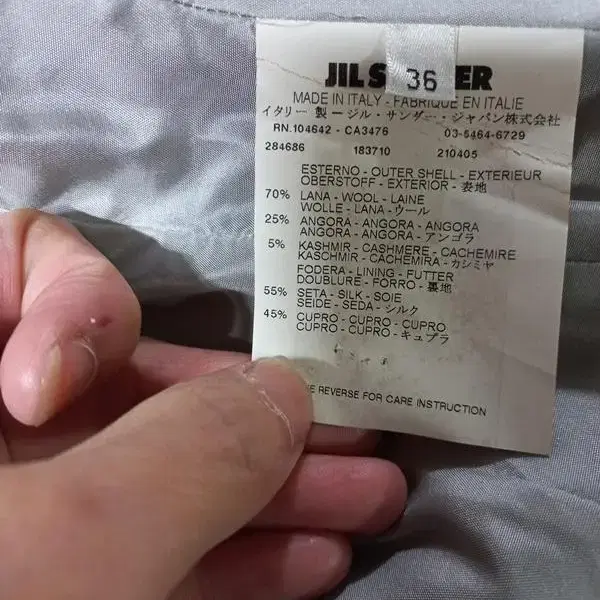 JIL S
36
ER
MADE IN ITALY - FABRIQUE EN ITALIE
イタリー 製 ージル・サンダー・ジャパン株式会社
RN.104642 - CA3476 03-5464-6729
284686 183710 210405
ESTERNO - OUTER SHELL - EXTERIEUR
OBERSTOFF - EXTERIOR - 表地
70% LANA - WOOL - LAINE
WOLLE - LANA - ウール
25% ANGORA - ANGORA - ANGORA
ANGORA - ANGORA - アンゴラ
5% KASHMIR - CASHMERE - CACHEMIRE
KASCHMIR - CACHEMIRA - カシミヤ
FODERA - LINING - FUTTER
DOUBLURE - FORRO - 裏地
55% SETA - SILK - SOIE
SEIDE - SEDA - シルク
45% CUPRO - CUPRO - CUPRO
CUPRO - CUPRO - キュプラ
REVERSE FOR CARE INSTRUCTION